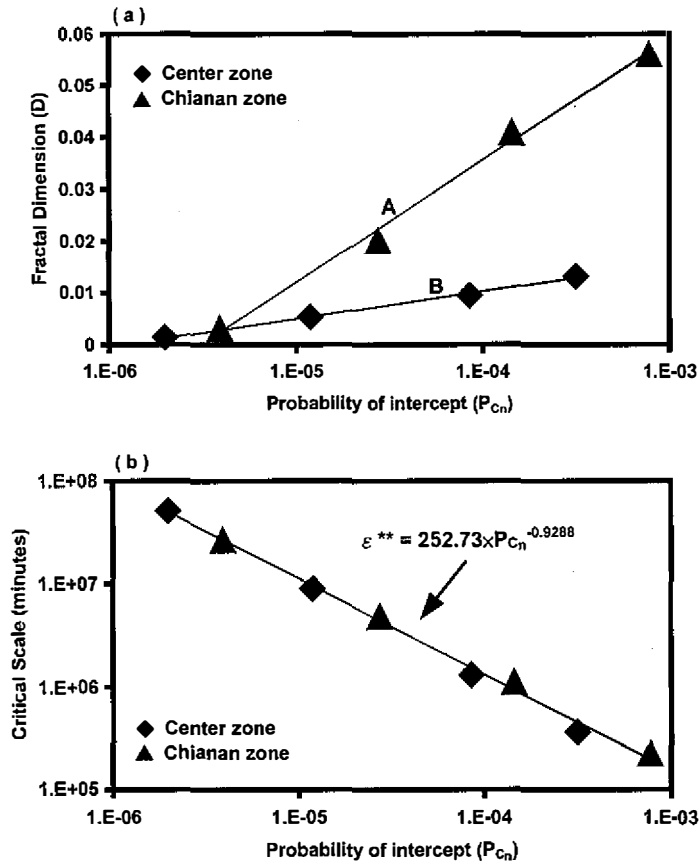 ( a )
0.06
0.05
0.04
0.03
0.02
0.01
0
Fractal Dimension (D)
Center zone
Chianan zone
A
B
1.E-06
1.E-05
1.E-04
1.E-03
Probability of intercept (PCn)
( b )
1.E+08
1.E+07
1.E+06
1.E+05
Critical Scale (minutes)
ε ** = 252.73×PCn-0.9288
Center zone
Chianan zone
1.E-06
1.E-05
1.E-04
1.E-03
Probability of intercept (PCn)